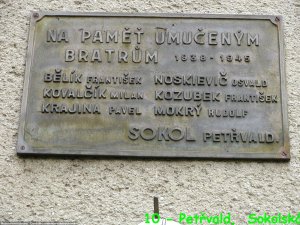 NA PAMĚŤ UMUČENÝM
BRATRŮM 1938-1945
BĚLÍK FRANTIŠEK NOSKIEVIČ OSVALD
KOVALČÍK MILAN KOZUBEK FRANTIŠEK
KRAJINA PAVEL MOKRÝ RUDOLF
SOKOL PETŘVALD.
10 - Petřvald, Sokolská